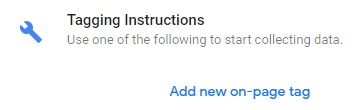 Tagging Instructions
Use one of the following to start collecting data.
Add new on-page tag